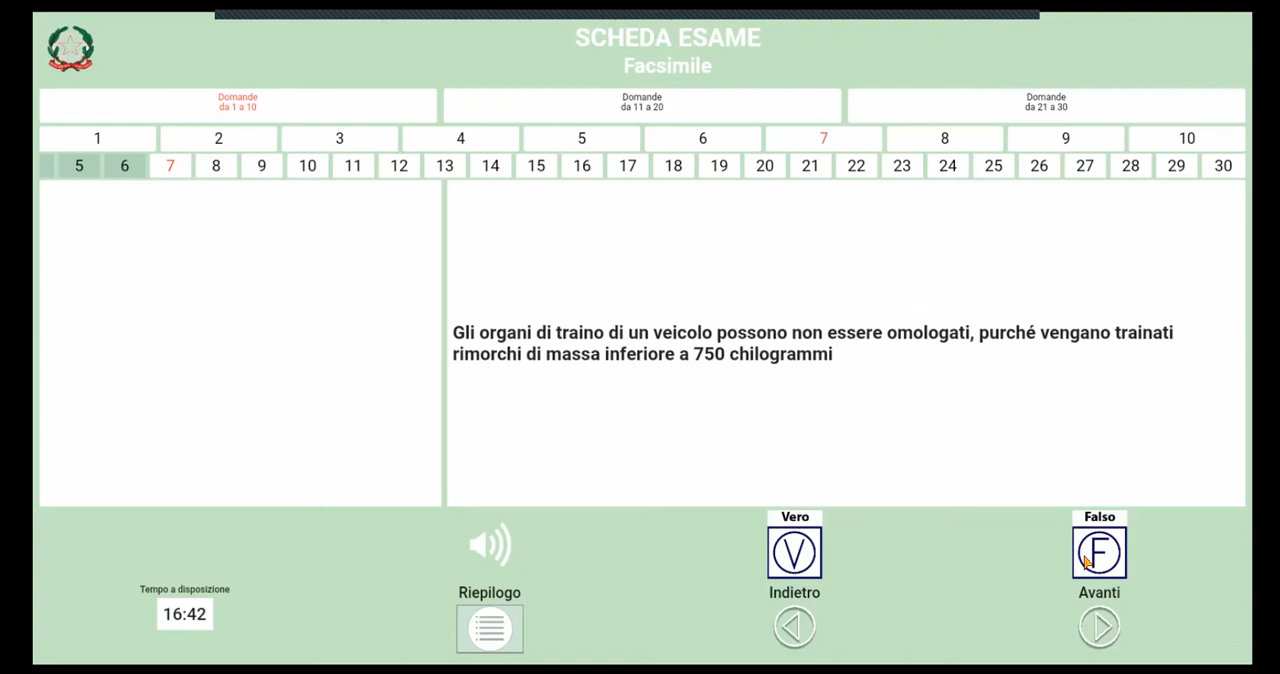 SCHEDA ESAME
Facsimile
Domande
da 1 a 10
Domande
da 11 a 20
Domande
da 21 a 30
1 2 3 4 5 6 7 8 9 10
5 6 7 8 9 10 11 12 13 14 15 16 17 18 19 20 21 22 23 24 25 26 27 28 29 30
Gli organi di traino di un veicolo possono non essere omologati, purché vengano trainati
rimorchi di massa inferiore a 750 chilogrammi
Vero
V
Falso
F
Tempo a disposizione
16:42
Riepilogo
Indietro
Avanti